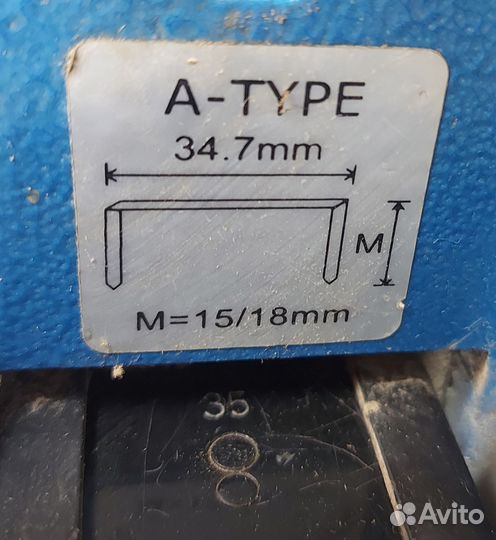 A-TYPE
34.7mm
M
M=15/18mm
35
Avito